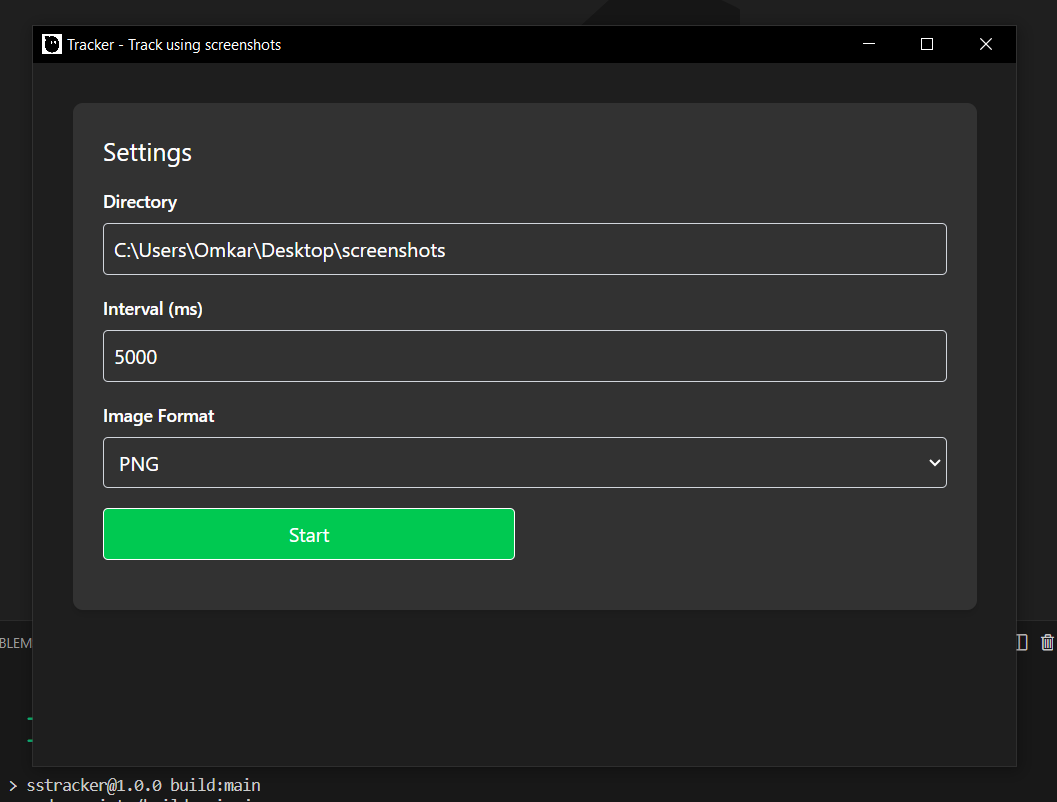 Tracker - Track using screenshots
Settings
Directory
C:\Users\Omkar\Desktop\screenshots
Interval (ms)
5000
Image Format
PNG
Start
BLEM
> sstracker@1.0.0 build:main